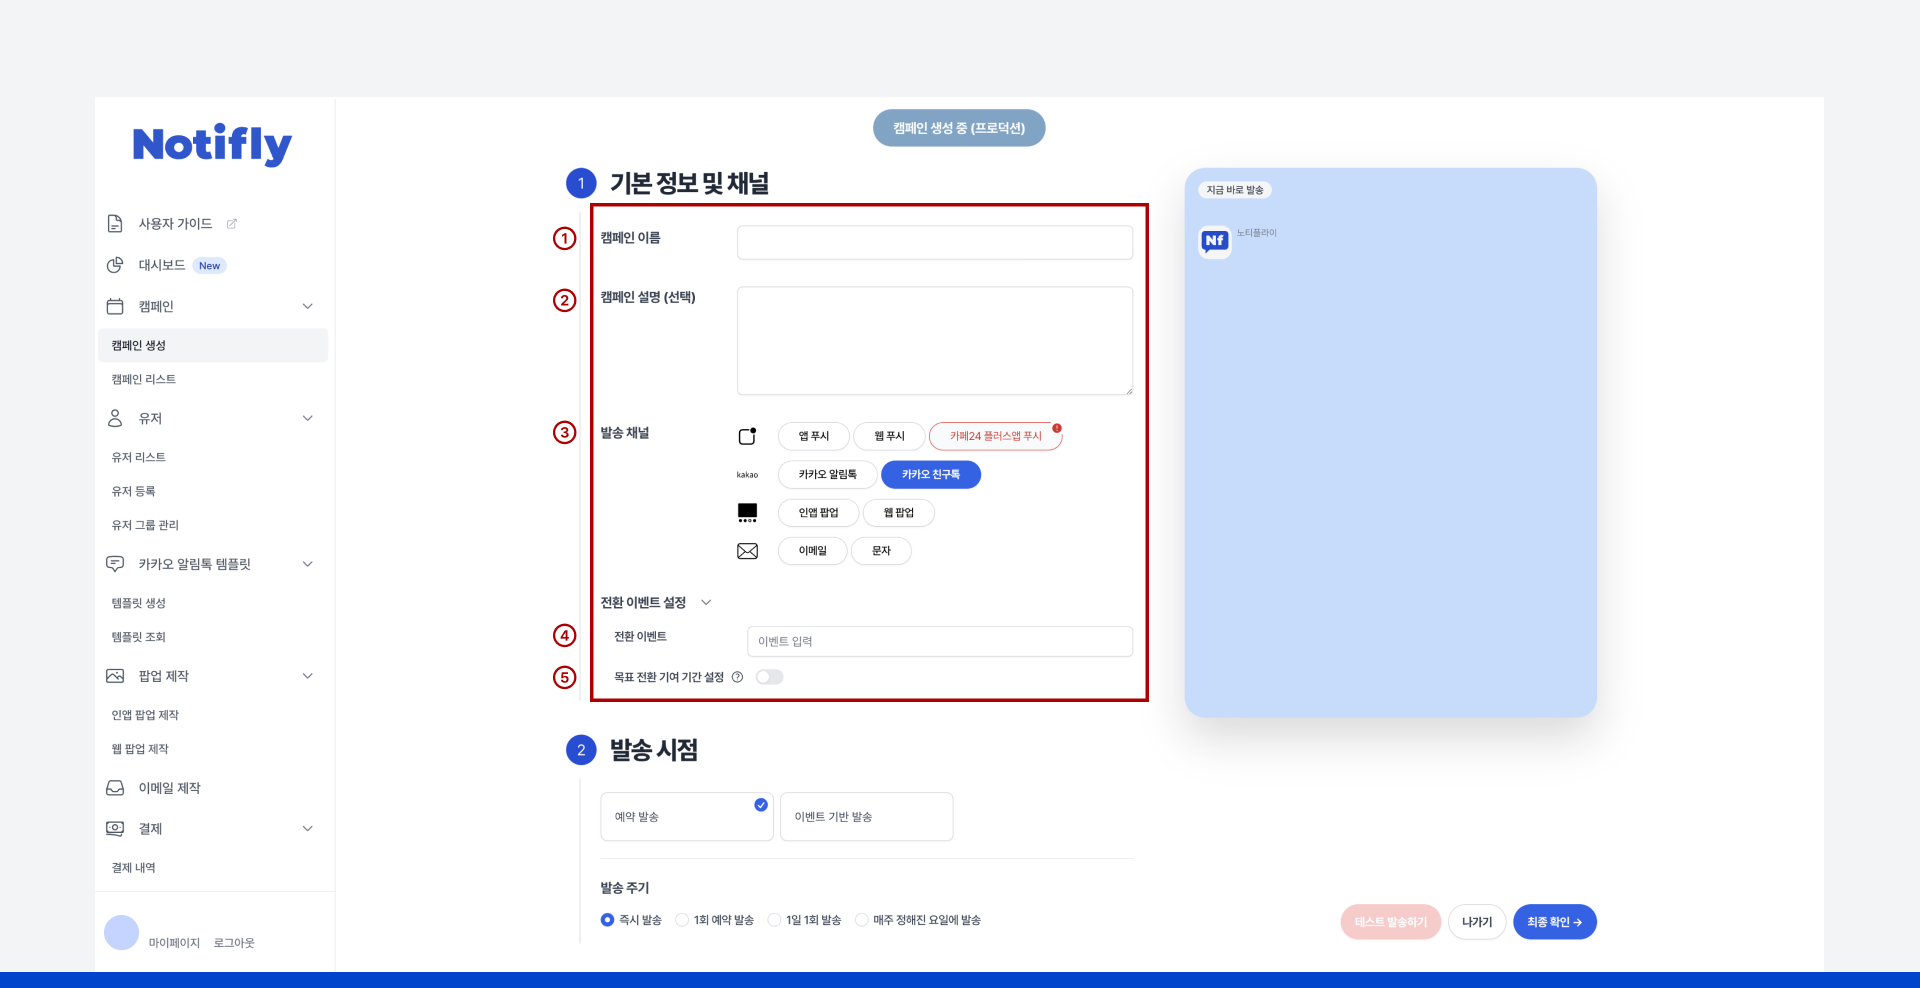 Notifly
사용자 가이드
대시보드 New
캠페인
캠페인 생성
캠페인 리스트
유저
유저 리스트
유저 등록
유저 그룹 관리
카카오 알림톡 템플릿
템플릿 생성
템플릿 조회
팝업 제작
인앱 팝업 제작
웹 팝업 제작
이메일 제작
결제
결제 내역
마이페이지 로그아웃
캠페인 생성 중 (프로덕션)
1 기본 정보 및 채널
1 캠페인 이름
2 캠페인 설명 (선택)
3 발송 채널
앱 푸시 웹 푸시 카페24 플러스앱 푸시 !
kakao 카카오 알림톡 카카오 친구톡
인앱 팝업 웹 팝업
이메일 문자
전환 이벤트 설정
4 전환 이벤트 이벤트 입력
5 목표 전환 기여 기간 설정 ?
2 발송 시점
예약 발송 이벤트 기반 발송
발송 주기
즉시 발송 1회 예약 발송 1일 1회 발송 매주 정해진 요일에 발송
지금 바로 발송
Nf 노티플라이
테스트 발송하기 나가기 최종 확인 →